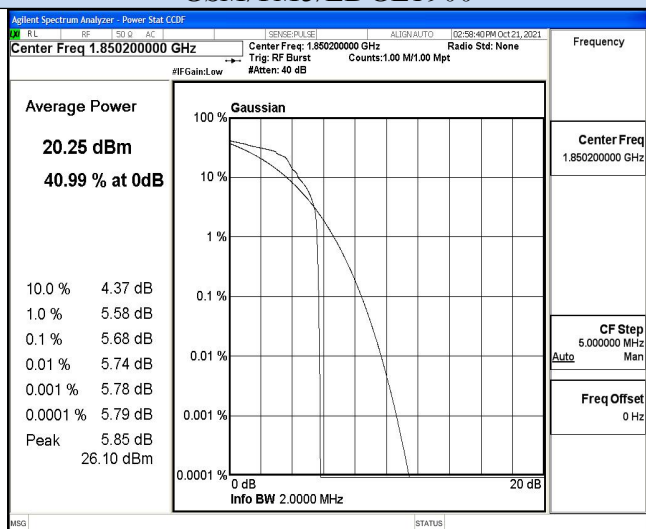 Agilent Spectrum Analyzer - Power Stat CCDF
RL RF 50 Ω AC SENSE:PULSE ALIGN AUTO 02:58:40 PM Oct 21, 2021
Center Freq 1.850200000 GHz
Center Freq: 1.850200000 GHz Radio Std: None
Trig: RF Burst Counts:1.00 M/1.00 Mpt
#IFGain:Low #Atten: 40 dB
Frequency
Average Power
20.25 dBm
40.99 % at 0dB
10.0 % 4.37 dB
1.0 % 5.58 dB
0.1 % 5.68 dB
0.01 % 5.74 dB
0.001 % 5.78 dB
0.0001 % 5.79 dB
Peak 5.85 dB
26.10 dBm
Gaussian
100 %
10 %
1 %
0.1 %
0.01 %
0.001 %
0.0001 %
0 dB 20 dB
Info BW 2.0000 MHz
Center Freq
1.850200000 GHz
CF Step
5.000000 MHz
Auto Man
Freq Offset
0 Hz
MSG STATUS